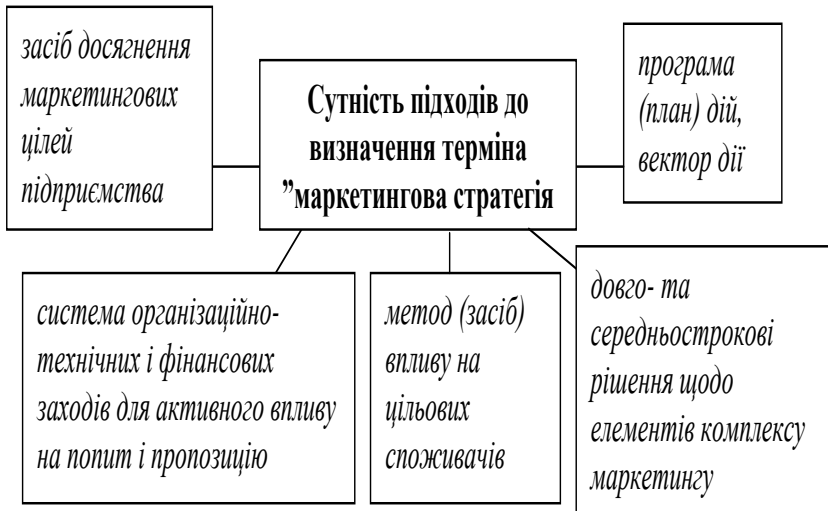 засіб досягнення
маркетингових
цілей
підприємства
Сутність підходів до
визначення терміна
”маркетингова стратегія
програма
(план) дій,
вектор дії
система організаційно-
технічних і фінансових
заходів для активного впливу
на попит і пропозицію
метод (засіб)
впливу на
цільових
споживачів
довго- та
середньострокові
рішення щодо
елементів комплексу
маркетингу